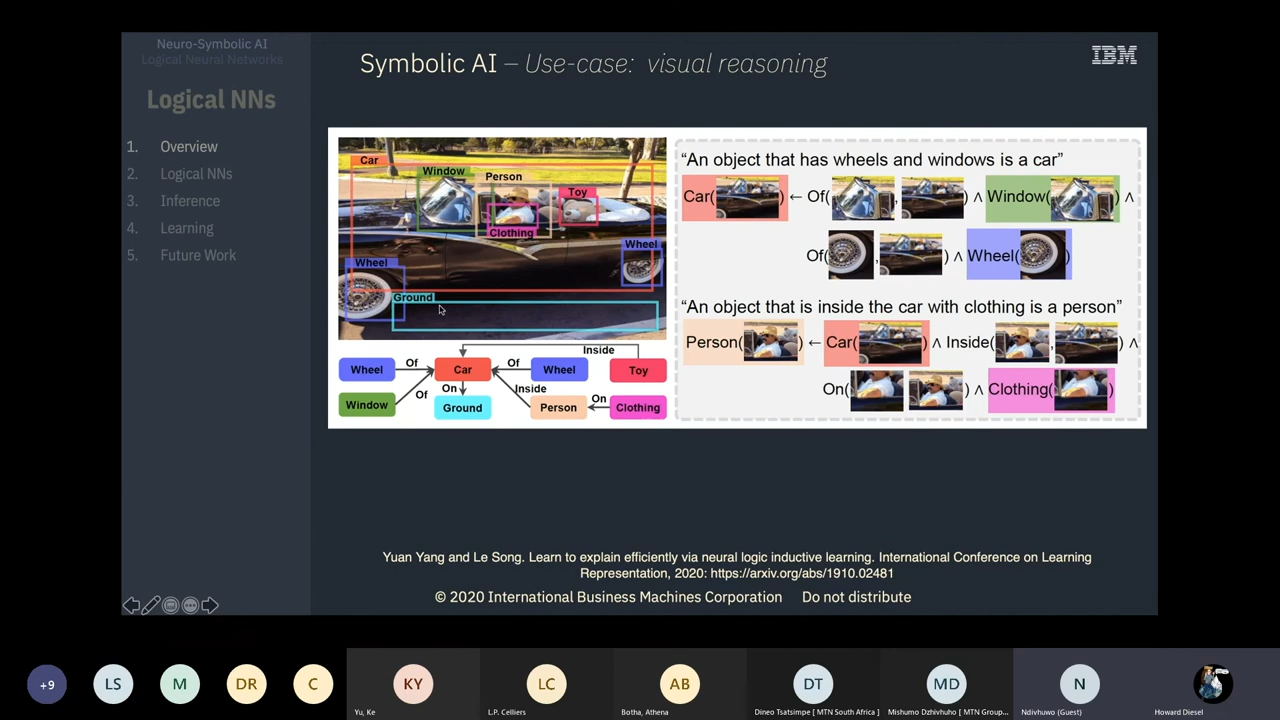 Neuro-Symbolic AI
Logical Neural Networks
Logical NNs
1. Overview
2. Logical NNs
3. Inference
4. Learning
5. Future Work
Symbolic AI – Use-case: visual reasoning
IBM
Car
Window
Person
Toy
Clothing
Wheel
Wheel
Ground
Inside
Wheel Of Car Of Wheel Toy
Of On Inside
Window Ground Person On Clothing
“An object that has wheels and windows is a car”
Car( ) ← Of( , ) ∧ Window( ) ∧
Of( , ) ∧ Wheel( )
“An object that is inside the car with clothing is a person”
Person( ) ← Car( ) ∧ Inside( , ) ∧
On( ) ∧ Clothing( )
Yuan Yang and Le Song. Learn to explain efficiently via neural logic inductive learning. International Conference on Learning
Representation, 2020: https://arxiv.org/abs/1910.02481
© 2020 International Business Machines Corporation Do not distribute
+9 LS M DR C KY LC AB DT MD N
Yu, Ke L.P. Celliers Botha, Athena Dineo Tsatsimpe [ MTN South Africa ] Mishumo Dzhivhuho [ MTN Group... Ndivhuwo (Guest) Howard Diesel